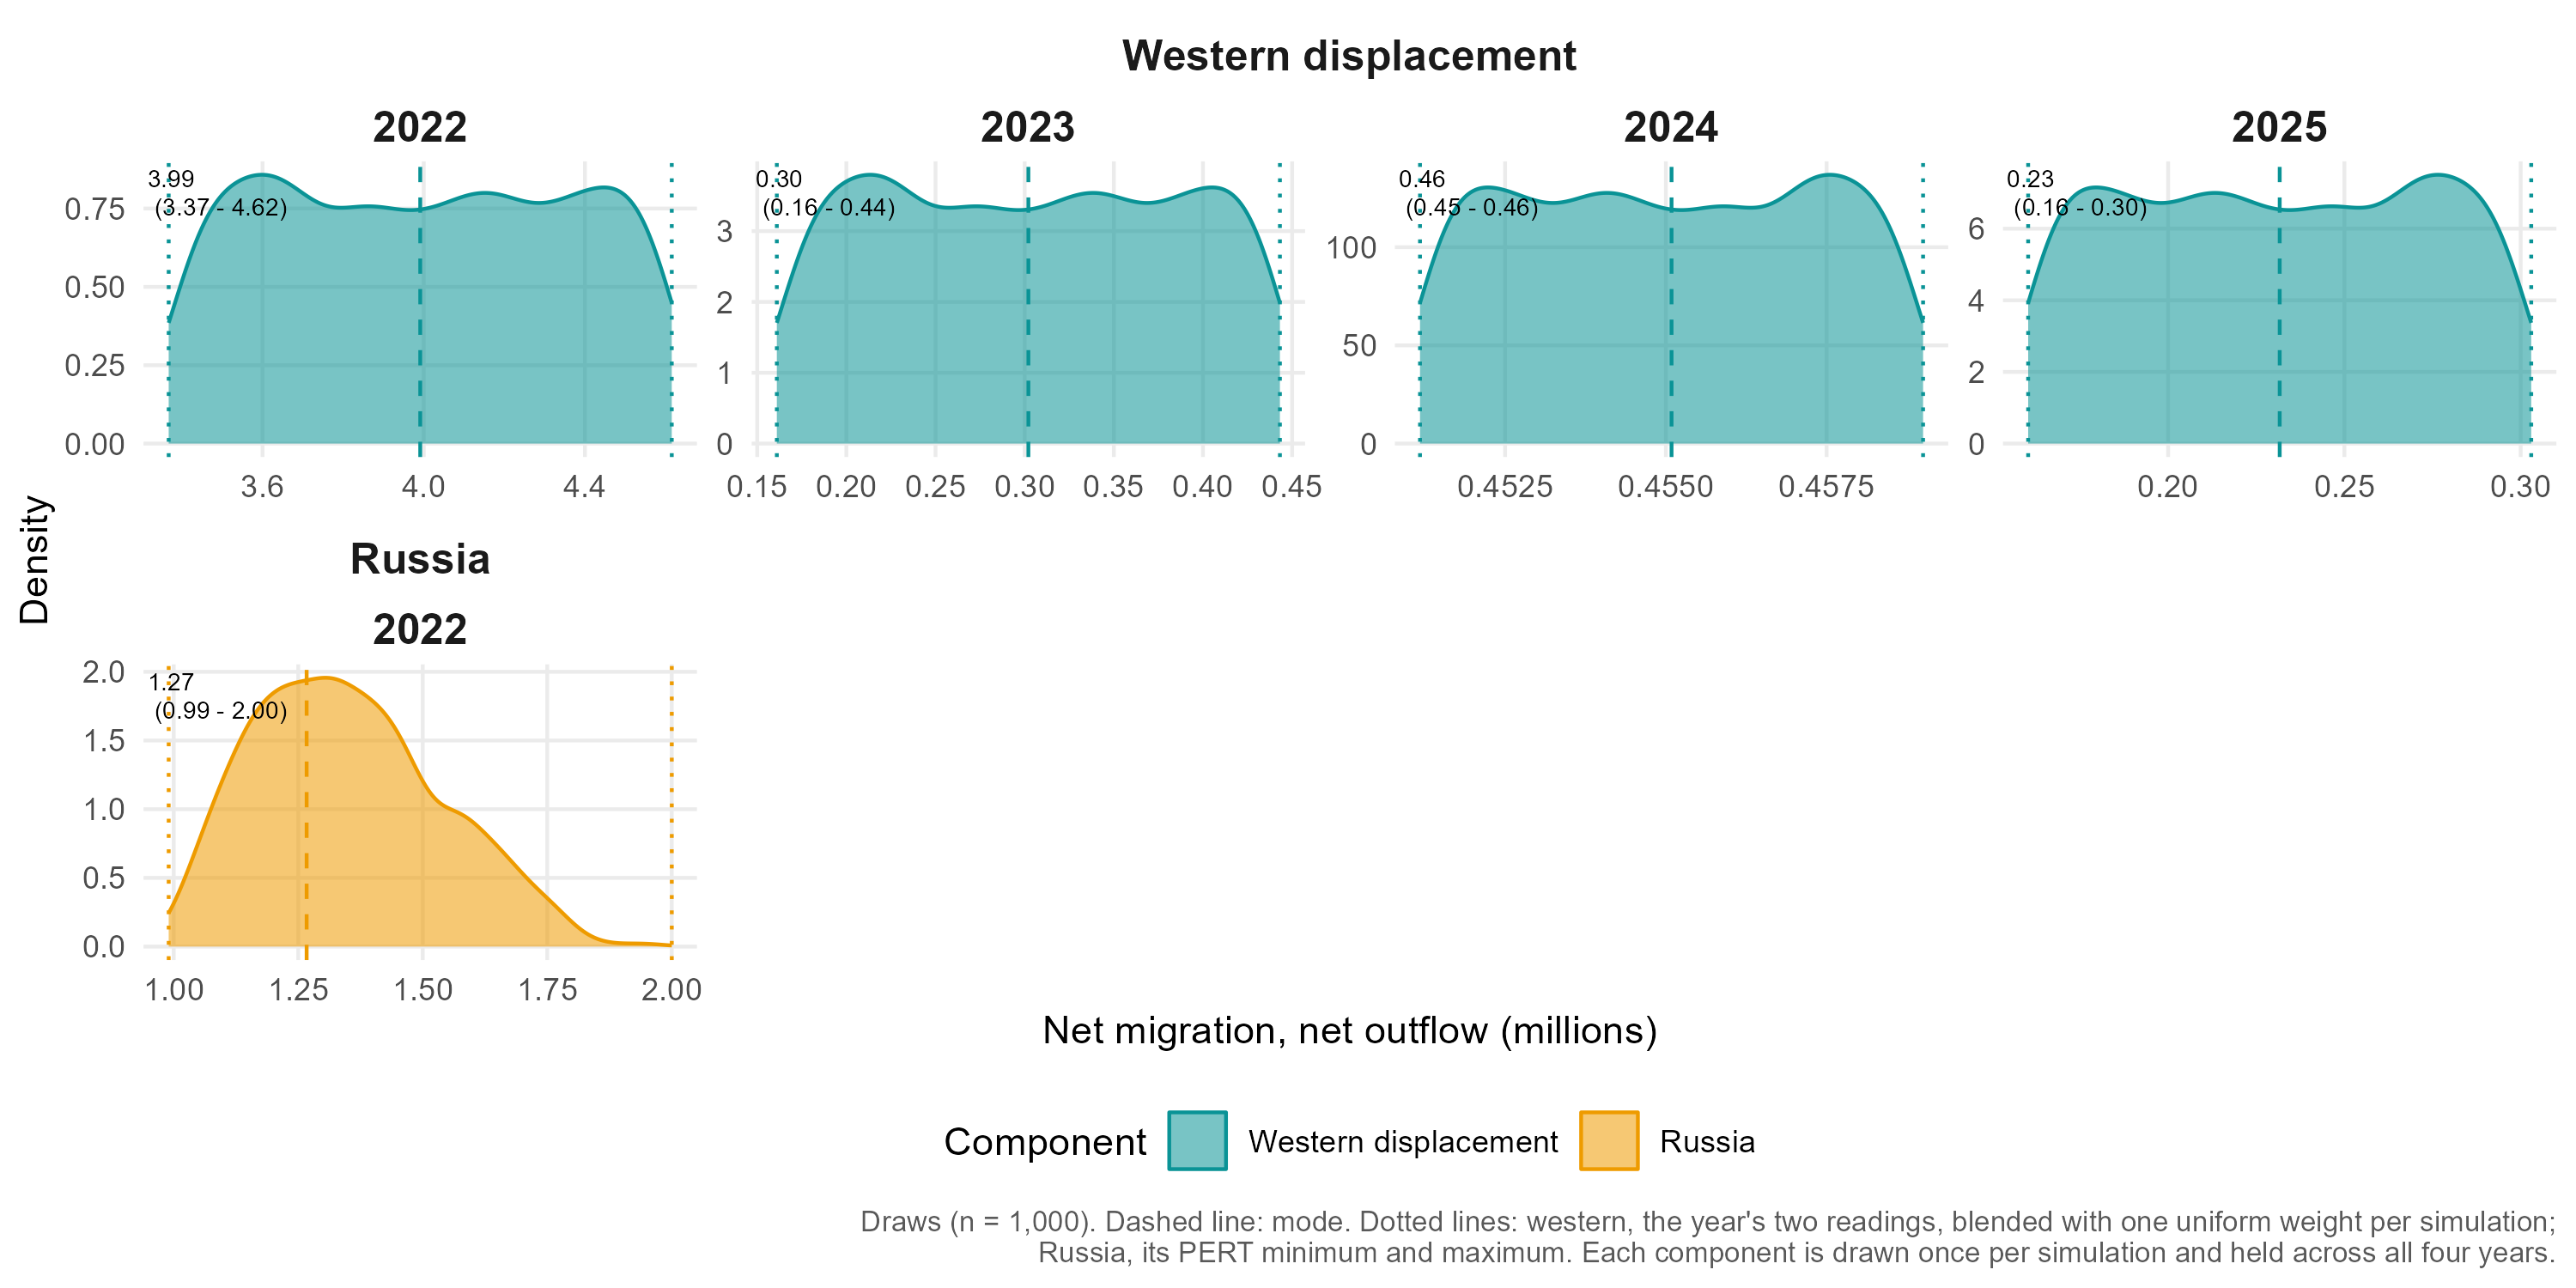 Western displacement
2022
2023
2024
2025
3.99
(3.37 - 4.62)
0.75
0.50
0.25
0.00
3.6 4.0 4.4
0.30
(0.16 - 0.44)
3
2
1
0
0.15 0.20 0.25 0.30 0.35 0.40 0.45
0.46
(0.45 - 0.46)
100
50
0
0.4525 0.4550 0.4575
0.23
(0.16 - 0.30)
6
4
2
0
0.20 0.25 0.30
Density
Russia
2022
1.27
(0.99 - 2.00)
2.0
1.5
1.0
0.5
0.0
1.00 1.25 1.50 1.75 2.00
Net migration, net outflow (millions)
Component Western displacement Russia
Draws (n = 1,000). Dashed line: mode. Dotted lines: western, the year's two readings, blended with one uniform weight per simulation;
Russia, its PERT minimum and maximum. Each component is drawn once per simulation and held across all four years.